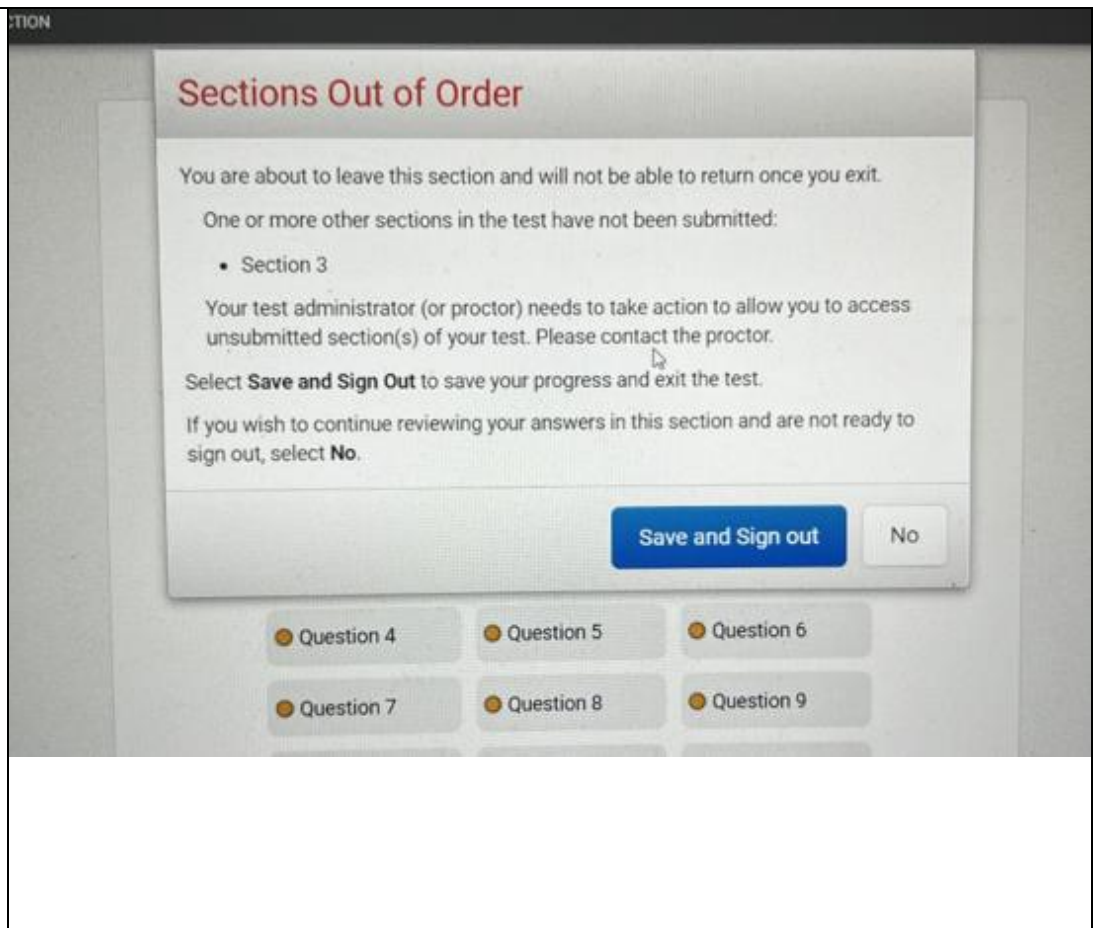 TION
Sections Out of Order
You are about to leave this section and will not be able to return once you exit.
One or more other sections in the test have not been submitted:
• Section 3
Your test administrator (or proctor) needs to take action to allow you to access
unsubmitted section(s) of your test. Please contact the proctor.
Select Save and Sign Out to save your progress and exit the test.
If you wish to continue reviewing your answers in this section and are not ready to
sign out, select No.
Save and Sign out No
Question 4 Question 5 Question 6
Question 7 Question 8 Question 9